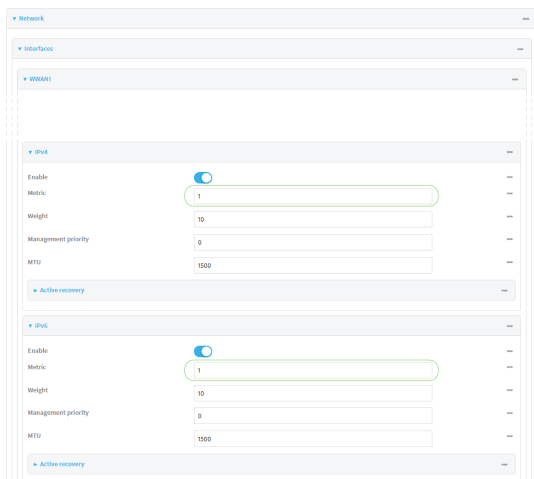 Network
Interfaces
WWAN1
IPv4
Enable
Metric 1
Weight 10
Management priority 0
MTU 1500
Active recovery
IPv6
Enable
Metric 1
Weight 10
Management priority 0
MTU 1500
Active recovery